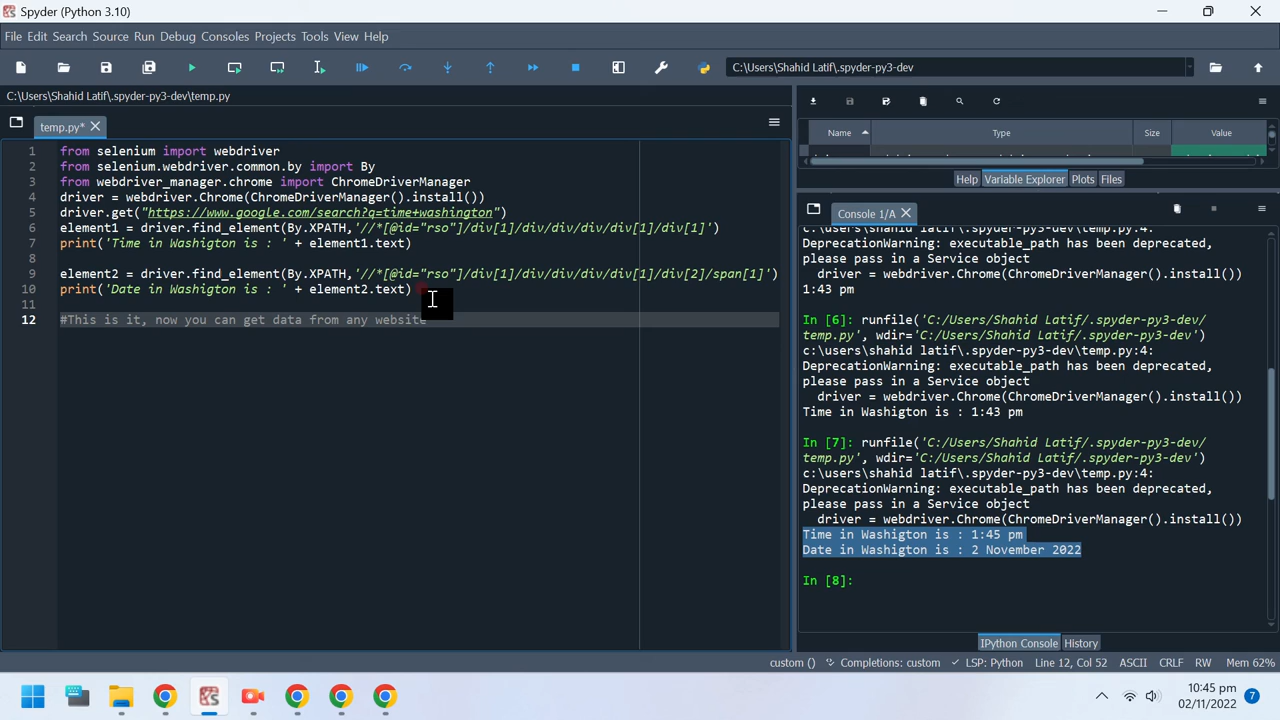 Spyder (Python 3.10)
File Edit Search Source Run Debug Consoles Projects Tools View Help
C:\Users\Shahid Latif\.spyder-py3-dev
C:\Users\Shahid Latif\.spyder-py3-dev\temp.py
temp.py*
1 from selenium import webdriver
2 from selenium.webdriver.common.by import By
3 from webdriver_manager.chrome import ChromeDriverManager
4 driver = webdriver.Chrome(ChromeDriverManager().install())
5 driver.get("https://www.google.com/search?q=time+washington")
6 element1 = driver.find_element(By.XPATH,'//*[@id="rso"]/div[1]/div/div/div/div[1]/div[1]')
7 print('Time in Washigton is : ' + element1.text)
8
9 element2 = driver.find_element(By.XPATH,'//*[@id="rso"]/div[1]/div/div/div/div[1]/div[2]/span[1]')
10 print('Date in Washigton is : ' + element2.text)
11
12 #This is it, now you can get data from any website
Name Type Size Value
Help Variable Explorer Plots Files
Console 1/A
c:\users\shahid latif\.spyder-py3-dev\temp.py:4:
DeprecationWarning: executable_path has been deprecated,
please pass in a Service object
driver = webdriver.Chrome(ChromeDriverManager().install())
1:43 pm
In [6]: runfile('C:/Users/Shahid Latif/.spyder-py3-dev/
temp.py', wdir='C:/Users/Shahid Latif/.spyder-py3-dev')
c:\users\shahid latif\.spyder-py3-dev\temp.py:4:
DeprecationWarning: executable_path has been deprecated,
please pass in a Service object
driver = webdriver.Chrome(ChromeDriverManager().install())
Time in Washigton is : 1:43 pm
In [7]: runfile('C:/Users/Shahid Latif/.spyder-py3-dev/
temp.py', wdir='C:/Users/Shahid Latif/.spyder-py3-dev')
c:\users\shahid latif\.spyder-py3-dev\temp.py:4:
DeprecationWarning: executable_path has been deprecated,
please pass in a Service object
driver = webdriver.Chrome(ChromeDriverManager().install())
Time in Washigton is : 1:45 pm
Date in Washigton is : 2 November 2022
In [8]:
IPython Console History
custom () Completions: custom LSP: Python Line 12, Col 52 ASCII CRLF RW Mem 62%
10:45 pm
02/11/2022
7